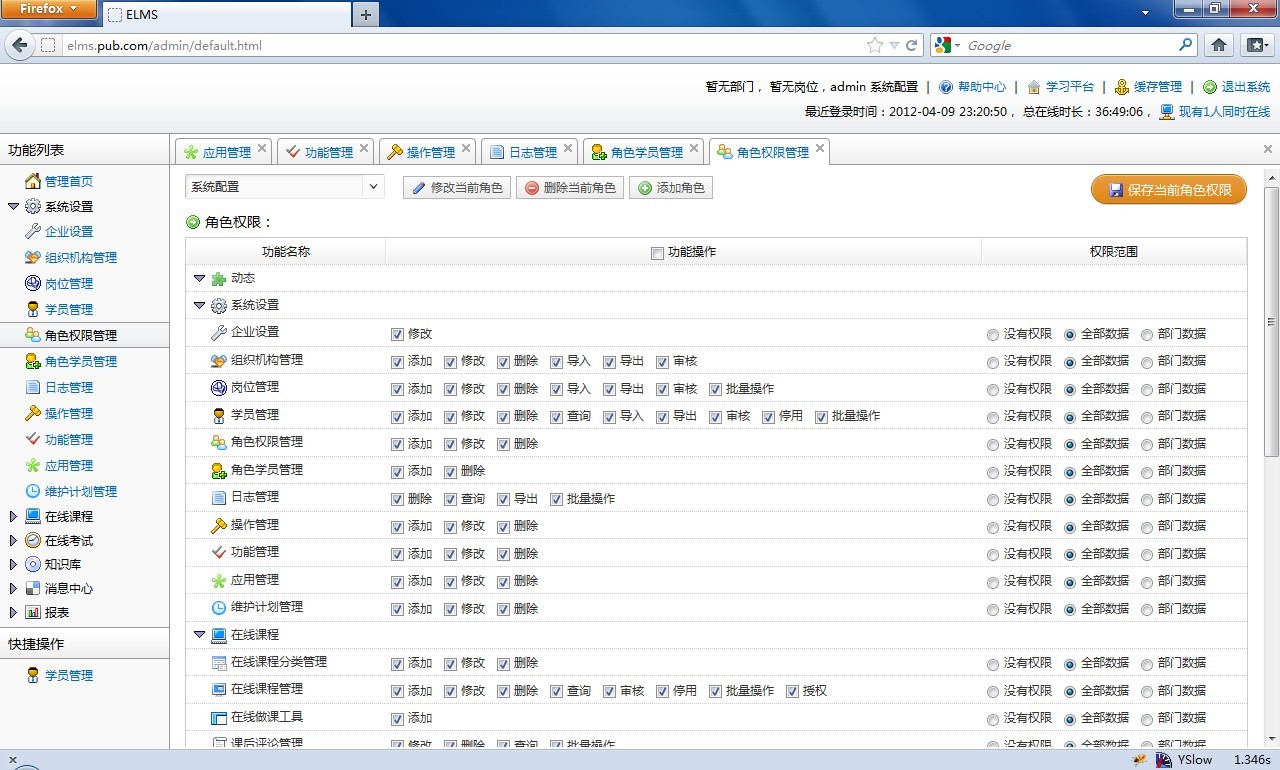 Firefox
ELMS
elms.pub.com/admin/default.html
Google
暂无部门， 暂无岗位，admin 系统配置 | 帮助中心 | 学习平台 | 缓存管理 | 退出系统
最近登录时间：2012-04-09 23:20:50， 总在线时长：36:49:06， 现有1人同时在线
功能列表
管理首页
系统设置
企业设置
组织机构管理
岗位管理
学员管理
角色权限管理
角色学员管理
日志管理
操作管理
功能管理
应用管理
维护计划管理
在线课程
在线考试
知识库
消息中心
报表
快捷操作
学员管理
应用管理 功能管理 操作管理 日志管理 角色学员管理 角色权限管理
系统配置 修改当前角色 删除当前角色 添加角色 保存当前角色权限
角色权限：
功能名称 功能操作 权限范围
动态
系统设置
企业设置 修改 没有权限 全部数据 部门数据
组织机构管理 添加 修改 删除 导入 导出 审核 没有权限 全部数据 部门数据
岗位管理 添加 修改 删除 导入 导出 审核 批量操作 没有权限 全部数据 部门数据
学员管理 添加 修改 删除 查询 导入 导出 审核 停用 批量操作 没有权限 全部数据 部门数据
角色权限管理 添加 修改 删除 没有权限 全部数据 部门数据
角色学员管理 添加 删除 没有权限 全部数据 部门数据
日志管理 删除 查询 导出 批量操作 没有权限 全部数据 部门数据
操作管理 添加 修改 删除 没有权限 全部数据 部门数据
功能管理 添加 修改 删除 没有权限 全部数据 部门数据
应用管理 添加 修改 删除 没有权限 全部数据 部门数据
维护计划管理 添加 修改 删除 没有权限 全部数据 部门数据
在线课程
在线课程分类管理 添加 修改 删除 没有权限 全部数据 部门数据
在线课程管理 添加 修改 删除 查询 审核 停用 批量操作 授权 没有权限 全部数据 部门数据
在线做课工具 添加 没有权限 全部数据 部门数据
课后评论管理 修改 删除 查询 批量操作 没有权限 全部数据 部门数据
YSlow 1.346s